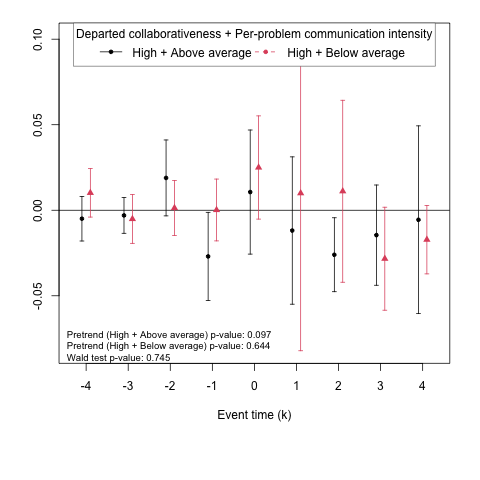 Departed collaborativeness + Per-problem communication intensity
High + Above average High + Below average
0.10
0.05
0.00
-0.05
Pretrend (High + Above average) p-value: 0.097
Pretrend (High + Below average) p-value: 0.644
Wald test p-value: 0.745
-4 -3 -2 -1 0 1 2 3 4
Event time (k)